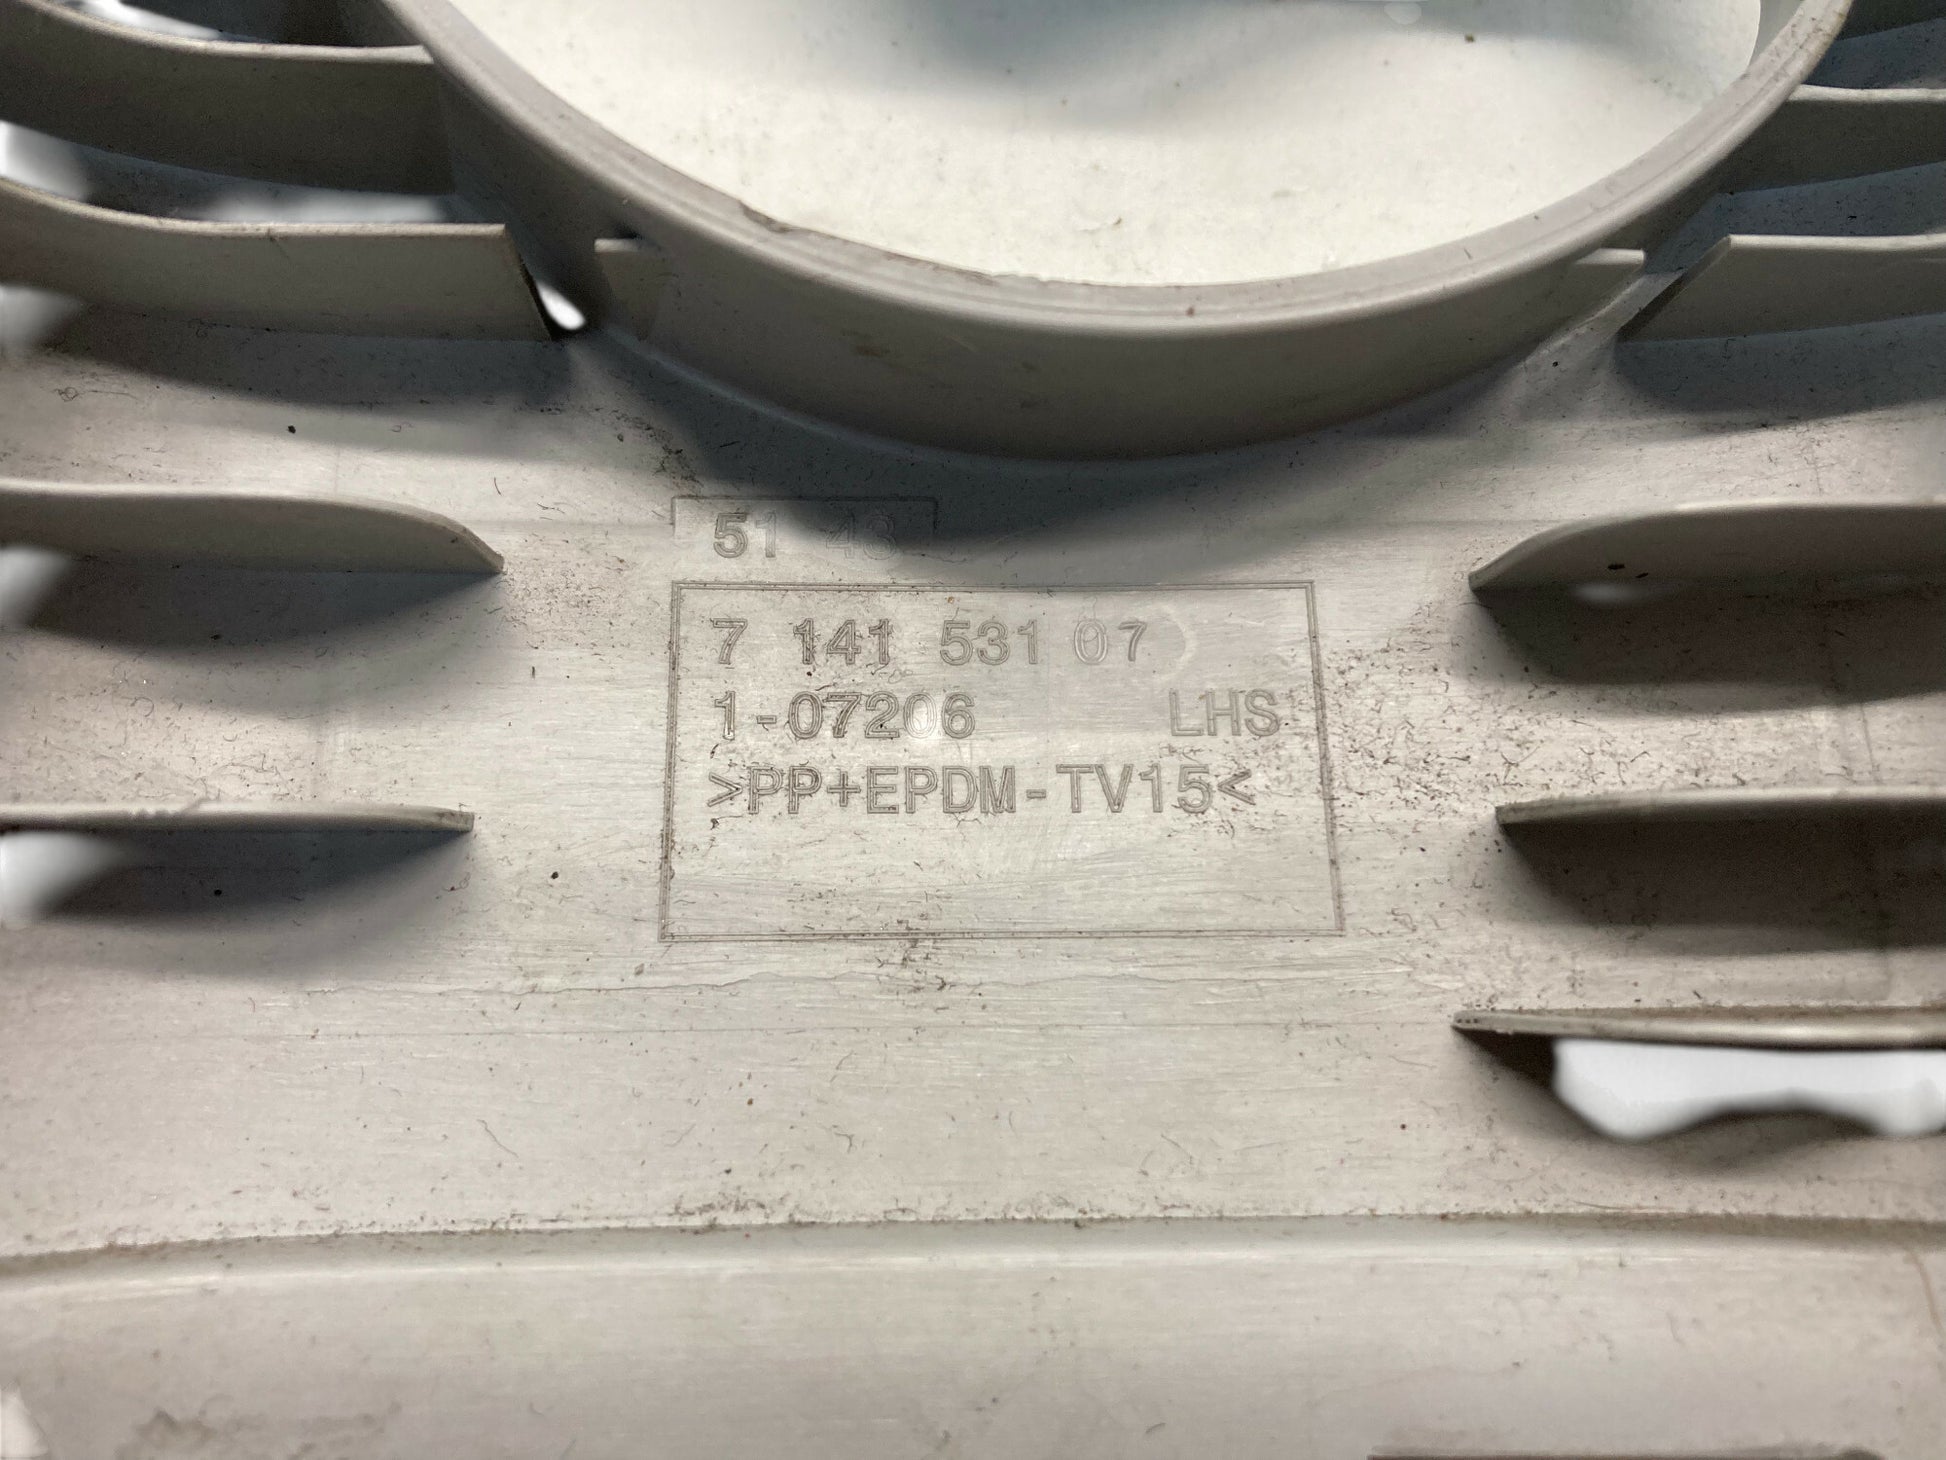 51 43
7 141 531 07
1-07206 LHS
>PP+EPDM-TV15<